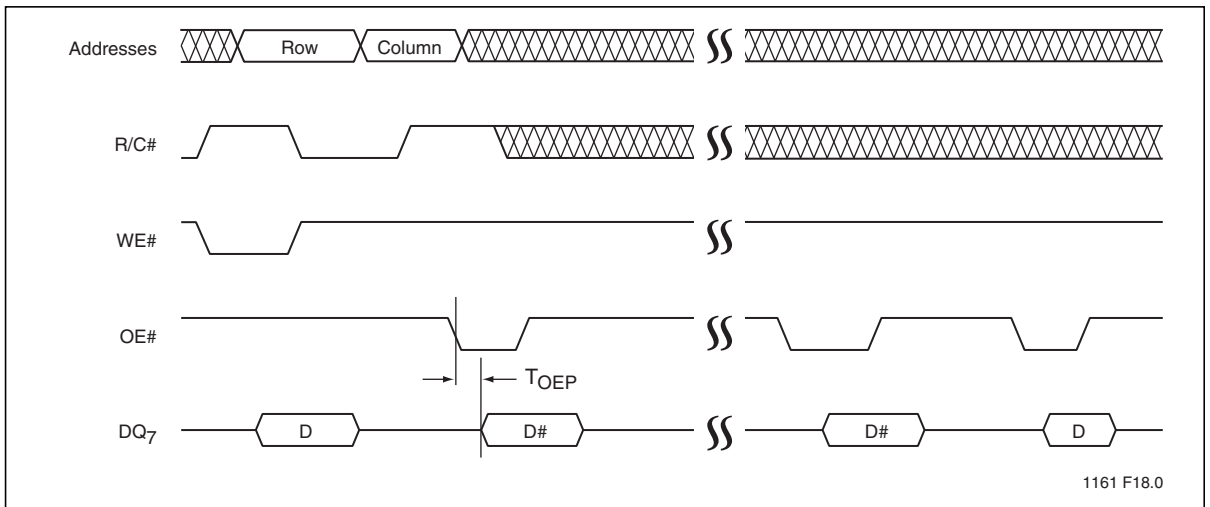 Addresses Row Column
R/C#
WE#
OE#
TOEP
DQ7 D D# D# D
1161 F18.0